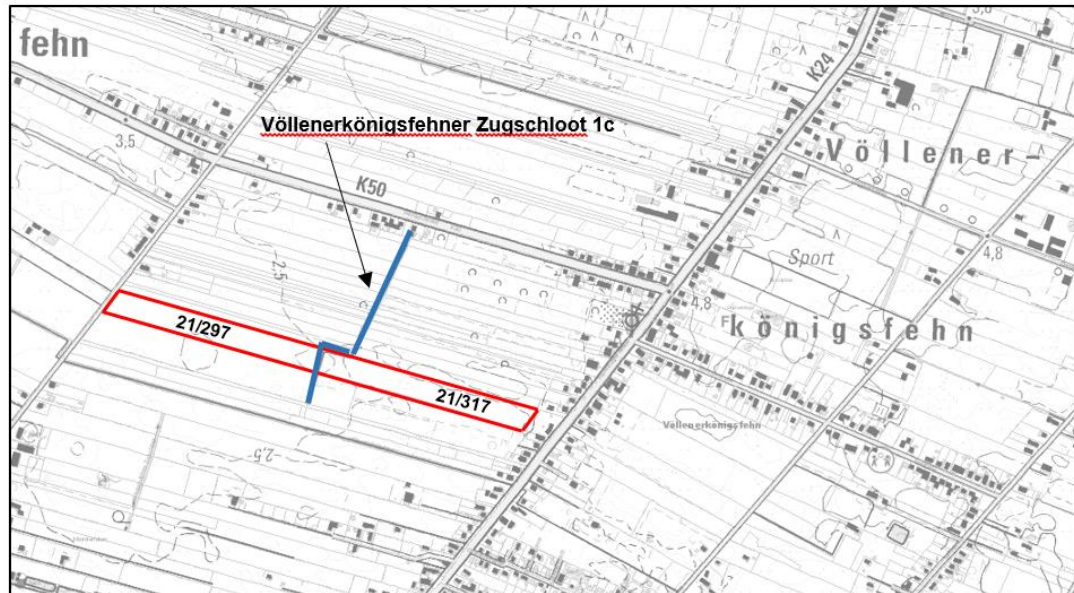 fehn
K24
3,5
Völlenerkönigsfehner Zugschloot 1c
Völlener-
K50
Sport
4,8
2,5
21/297
4,8
königsfehn
21/317
Völlenerkönigsfehn
2,5